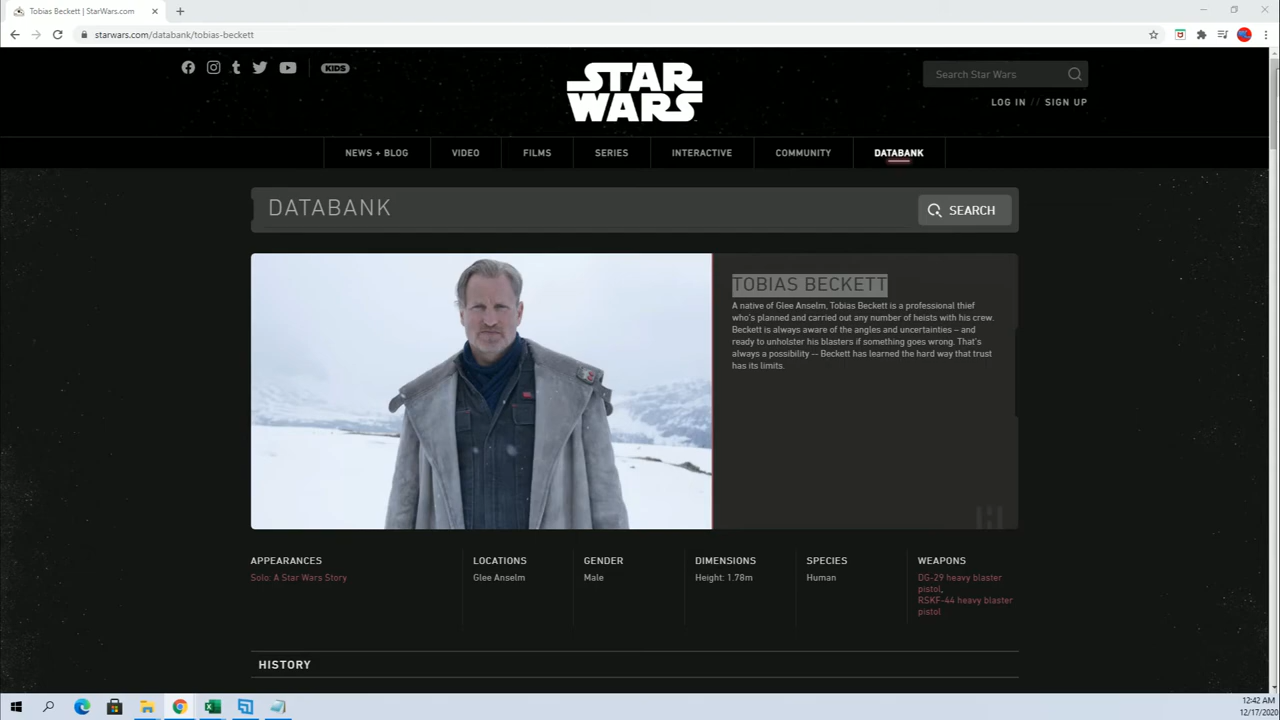 Tobias Beckett | StarWars.com
starwars.com/databank/tobias-beckett
KIDS
STAR
WARS
Search Star Wars
LOG IN // SIGN UP
NEWS + BLOG
VIDEO
FILMS
SERIES
INTERACTIVE
COMMUNITY
DATABANK
DATABANK
SEARCH
TOBIAS BECKETT
A native of Glee Anselm, Tobias Beckett is a professional thief
who's planned and carried out any number of heists with his crew.
Beckett is always aware of the angles and uncertainties – and
ready to unholster his blasters if something goes wrong. That's
always a possibility -- Beckett has learned the hard way that trust
has its limits.
APPEARANCES
Solo: A Star Wars Story
LOCATIONS
Glee Anselm
GENDER
Male
DIMENSIONS
Height: 1.78m
SPECIES
Human
WEAPONS
DG-29 heavy blaster
pistol,
RSKF-44 heavy blaster
pistol
HISTORY
12:42 AM
12/17/2020